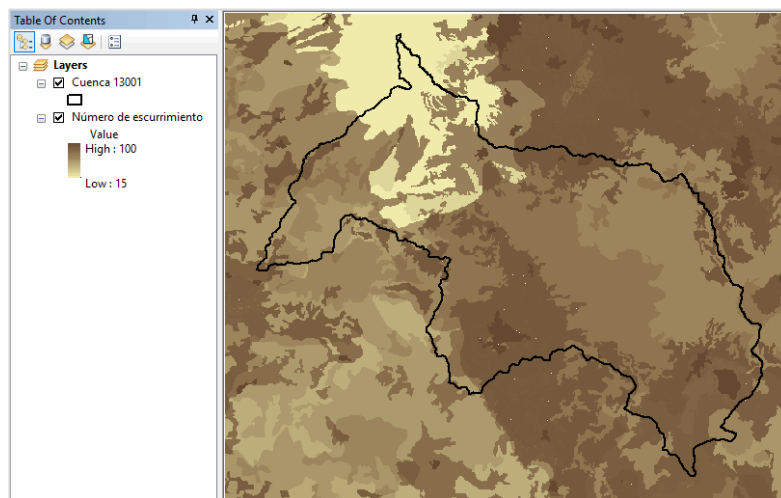 Table Of Contents
Layers
Cuenca 13001
Número de escurrimiento
Value
High : 100
Low : 15